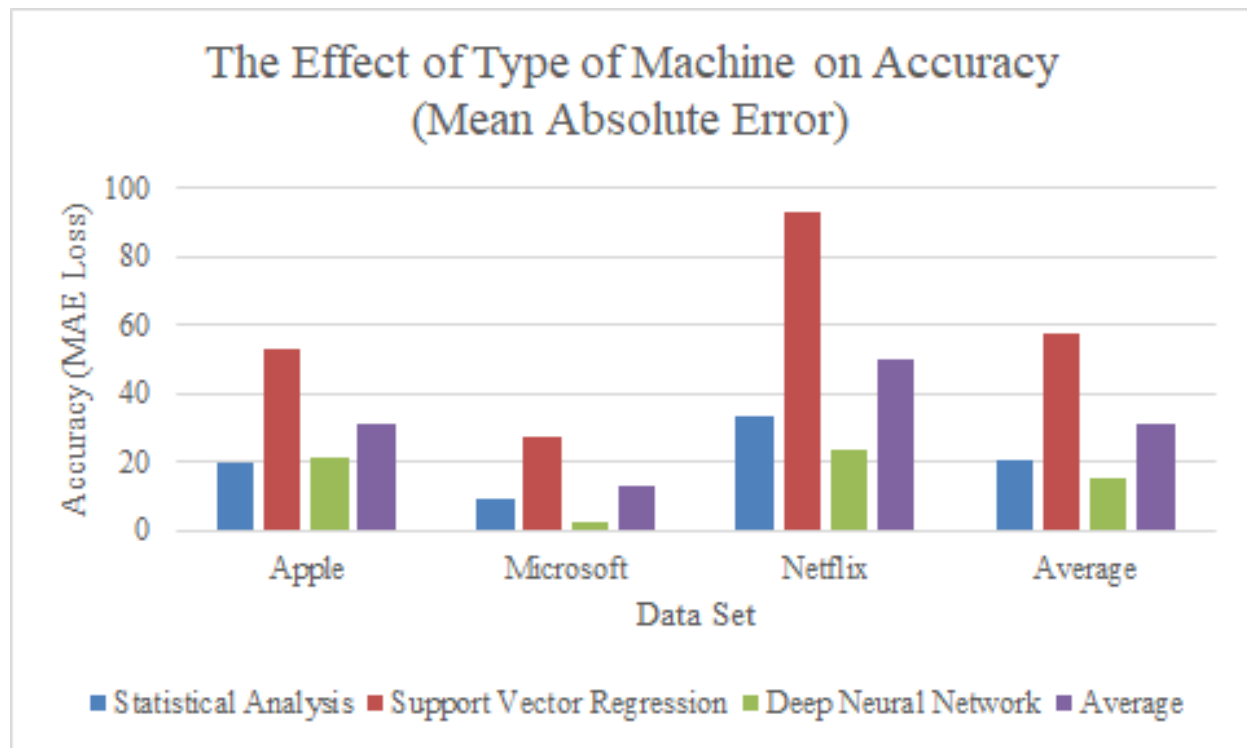 The Effect of Type of Machine on Accuracy
(Mean Absolute Error)
Accuracy (MAE Loss)
100
80
60
40
20
0
Apple Microsoft Netflix Average
Data Set
Statistical Analysis Support Vector Regression Deep Neural Network Average